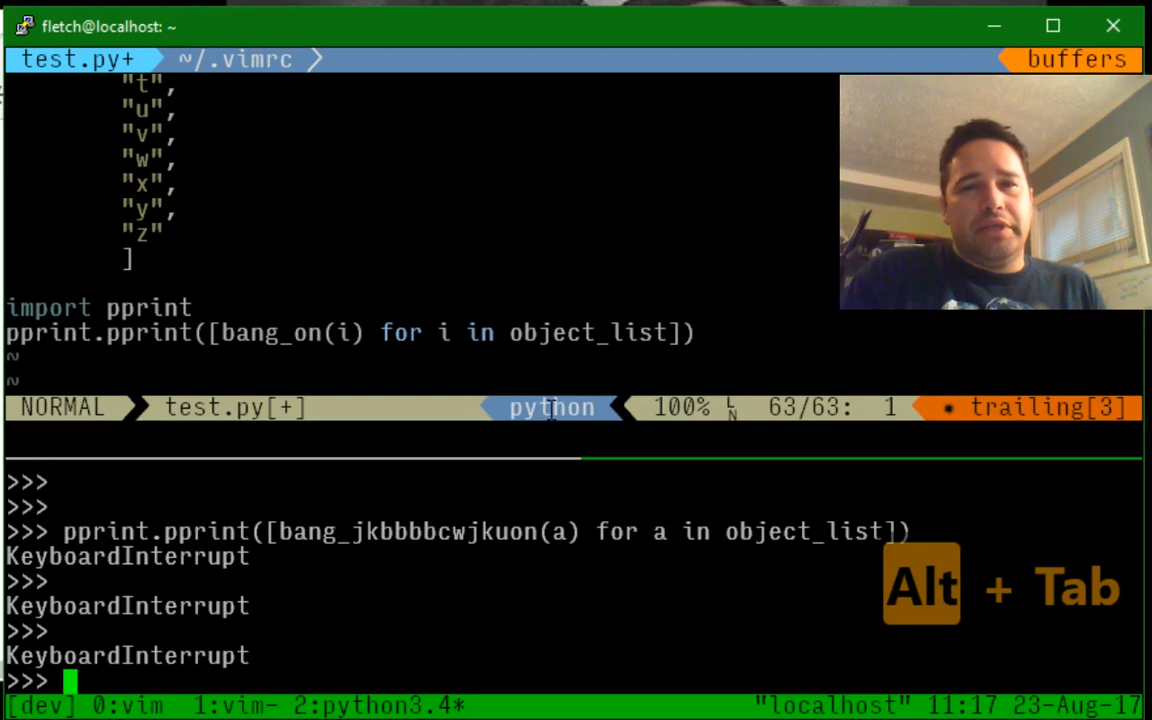 fletch@localhost: ~
test.py+ ~/.vimrc buffers
"t",
"u",
"v",
"w",
"x",
"y",
"z"
]
import pprint
pprint.pprint([bang_on(i) for i in object_list])
~
~
NORMAL test.py[+] python 100% LN 63/63: 1 trailing[3]
>>>
>>>
>>> pprint.pprint([bang_jkbbbbcwjkuon(a) for a in object_list])
KeyboardInterrupt
>>>
KeyboardInterrupt
>>>
KeyboardInterrupt
>>>
Alt + Tab
[dev] 0:vim 1:vim- 2:python3.4* "localhost" 11:17 23-Aug-17